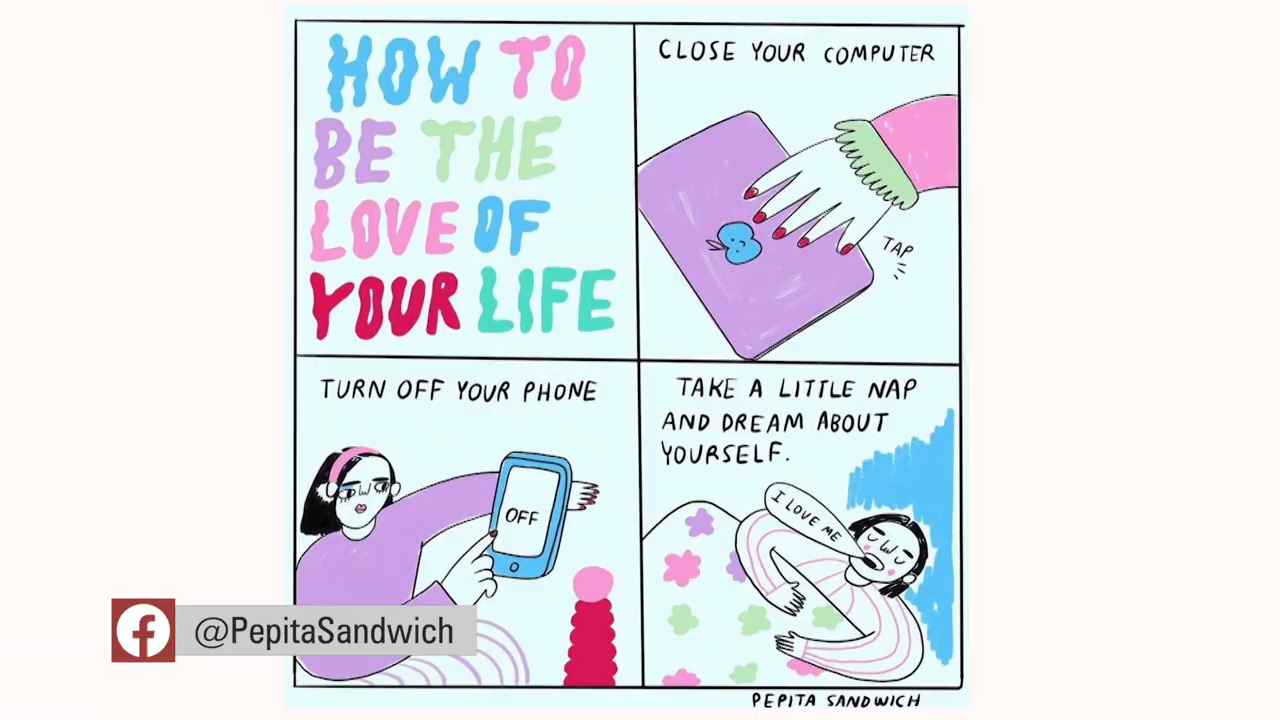 HOW TO
BE THE
LOVE OF
YOUR LIFE
CLOSE YOUR COMPUTER
TAP
TURN OFF YOUR PHONE
OFF
TAKE A LITTLE NAP
AND DREAM ABOUT
YOURSELF.
I LOVE ME
@PepitaSandwich
PEPITA SANDWICH